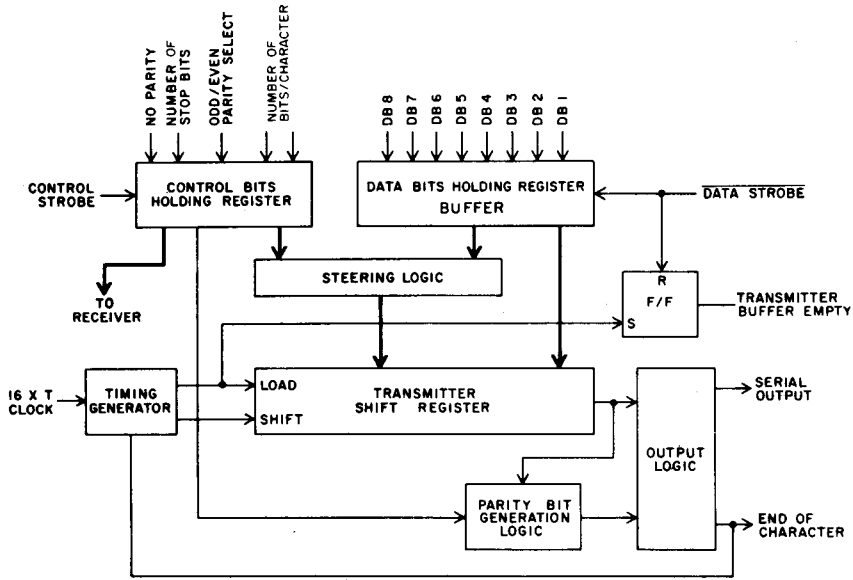 NO PARITY
NUMBER OF
STOP BITS
ODD/EVEN
PARITY SELECT
NUMBER OF
BITS/CHARACTER
DB8
DB7
DB6
DB5
DB4
DB3
DB2
DB1
CONTROL
STROBE
CONTROL BITS
HOLDING REGISTER
DATA BITS HOLDING REGISTER
BUFFER
DATA STROBE
STEERING LOGIC
TO
RECEIVER
R
F/F
S
TRANSMITTER
BUFFER EMPTY
16 X T
CLOCK
TIMING
GENERATOR
LOAD
SHIFT
TRANSMITTER
SHIFT REGISTER
SERIAL
OUTPUT
OUTPUT
LOGIC
PARITY BIT
GENERATION
LOGIC
END OF
CHARACTER